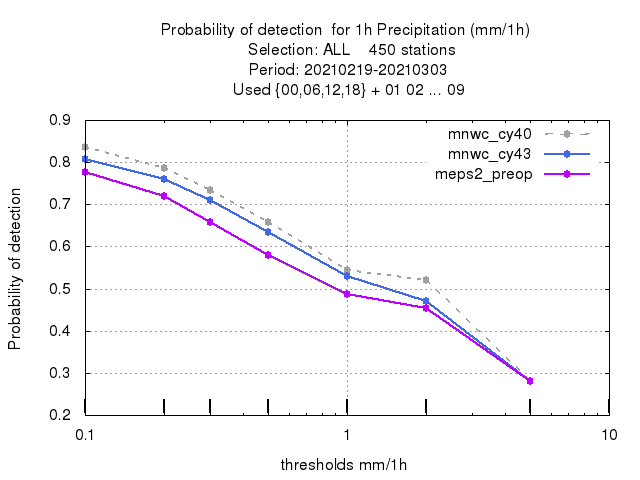 Probability of detection  for 1h Precipitation (mm/1h)
Selection: ALL    450 stations
Period: 20210219-20210303
Used {00,06,12,18} + 01 02 ... 09
mnwc_cy40
mnwc_cy43
meps2_preop
Probability of detection
0.9
0.8
0.7
0.6
0.5
0.4
0.3
0.2
0.1
1
10
thresholds mm/1h